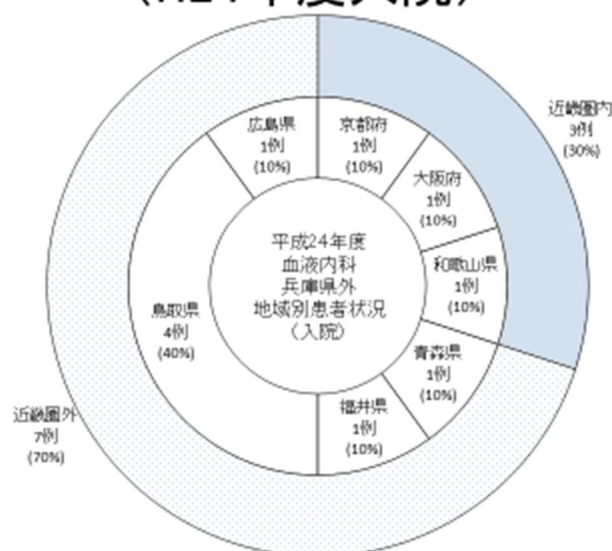 近畿圏内
3例
(30%)
広島県
1例
(10%)
京都府
1例
(10%)
大阪府
1例
(10%)
平成24年度
血液内科
兵庫県外
地域別患者状況
(入院)
和歌山県
1例
(10%)
鳥取県
4例
(40%)
青森県
1例
(10%)
福井県
1例
(10%)
近畿圏外
7例
(70%)